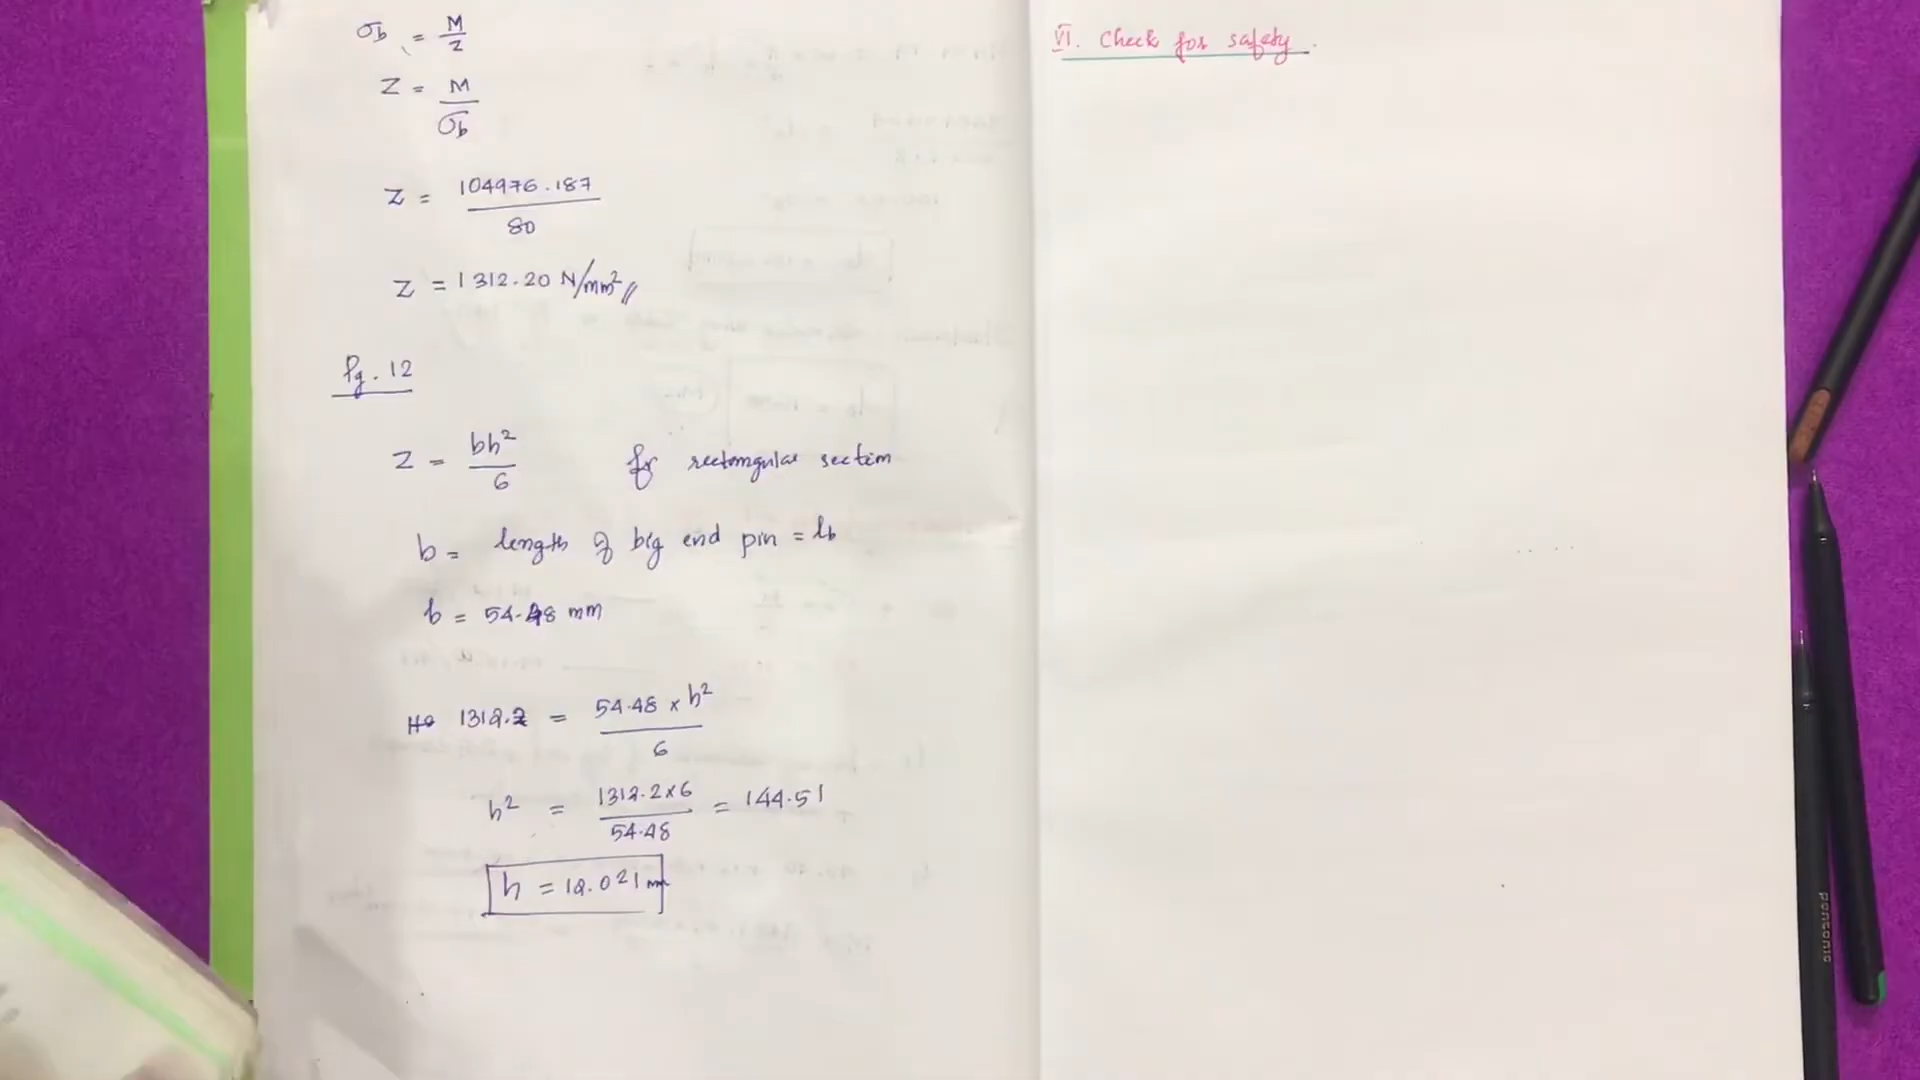 σb = M/Z
Z = M/σb
Z = 104976.187/80
Z = 1312.20 N/mm²
Pg. 12
Z = bh²/6 for rectangular section
b = length of big end pin = lb
b = 54.48 mm
1312.2 = 54.48 x h²/6
h² = 1312.2x6/54.48 = 144.51
h = 12.021 mm
VI. Check for safety.